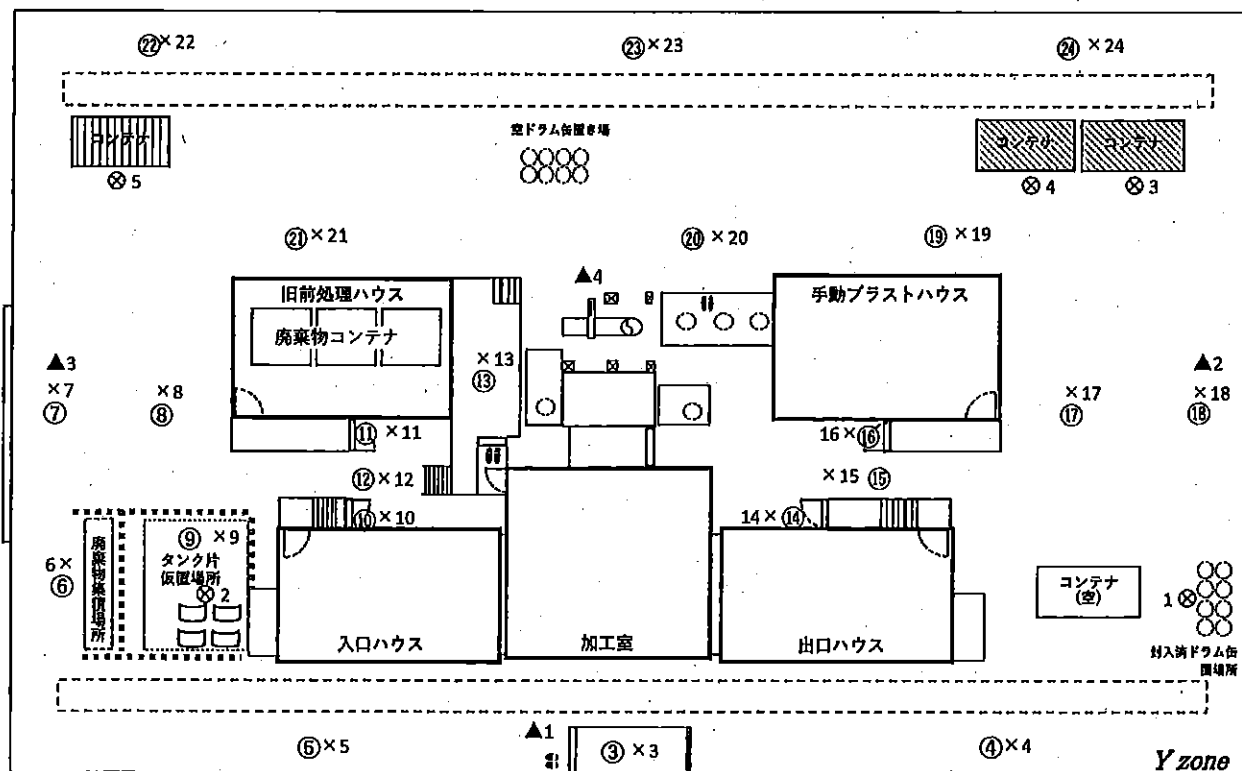 ㉒×22
㉓×23
㉔ ×24
コンテナ
⊗5
空ドラム缶置き場
コンテナ
コンテナ
⊗4
⊗3
㉑×21
⑳×20
⑲×19
▲4
旧前処理ハウス
廃棄物コンテナ
手動ブラストハウス
▲3
×7
⑦
×8
⑧
×13
⑬
▲2
×17
⑰
×18
⑱
⑪×11
16×⑯
⑫×12
×15 ⑮
⑩×10
14×⑭
6×
⑥
廃棄物集積場所
⑨ ×9
タンク片
仮置場所
⊗2
入口ハウス
加工室
出口ハウス
コンテナ
(空)
1⊗
封入済ドラム缶
置場所
▲1
⑤×5
③×3
④×4
Y zone